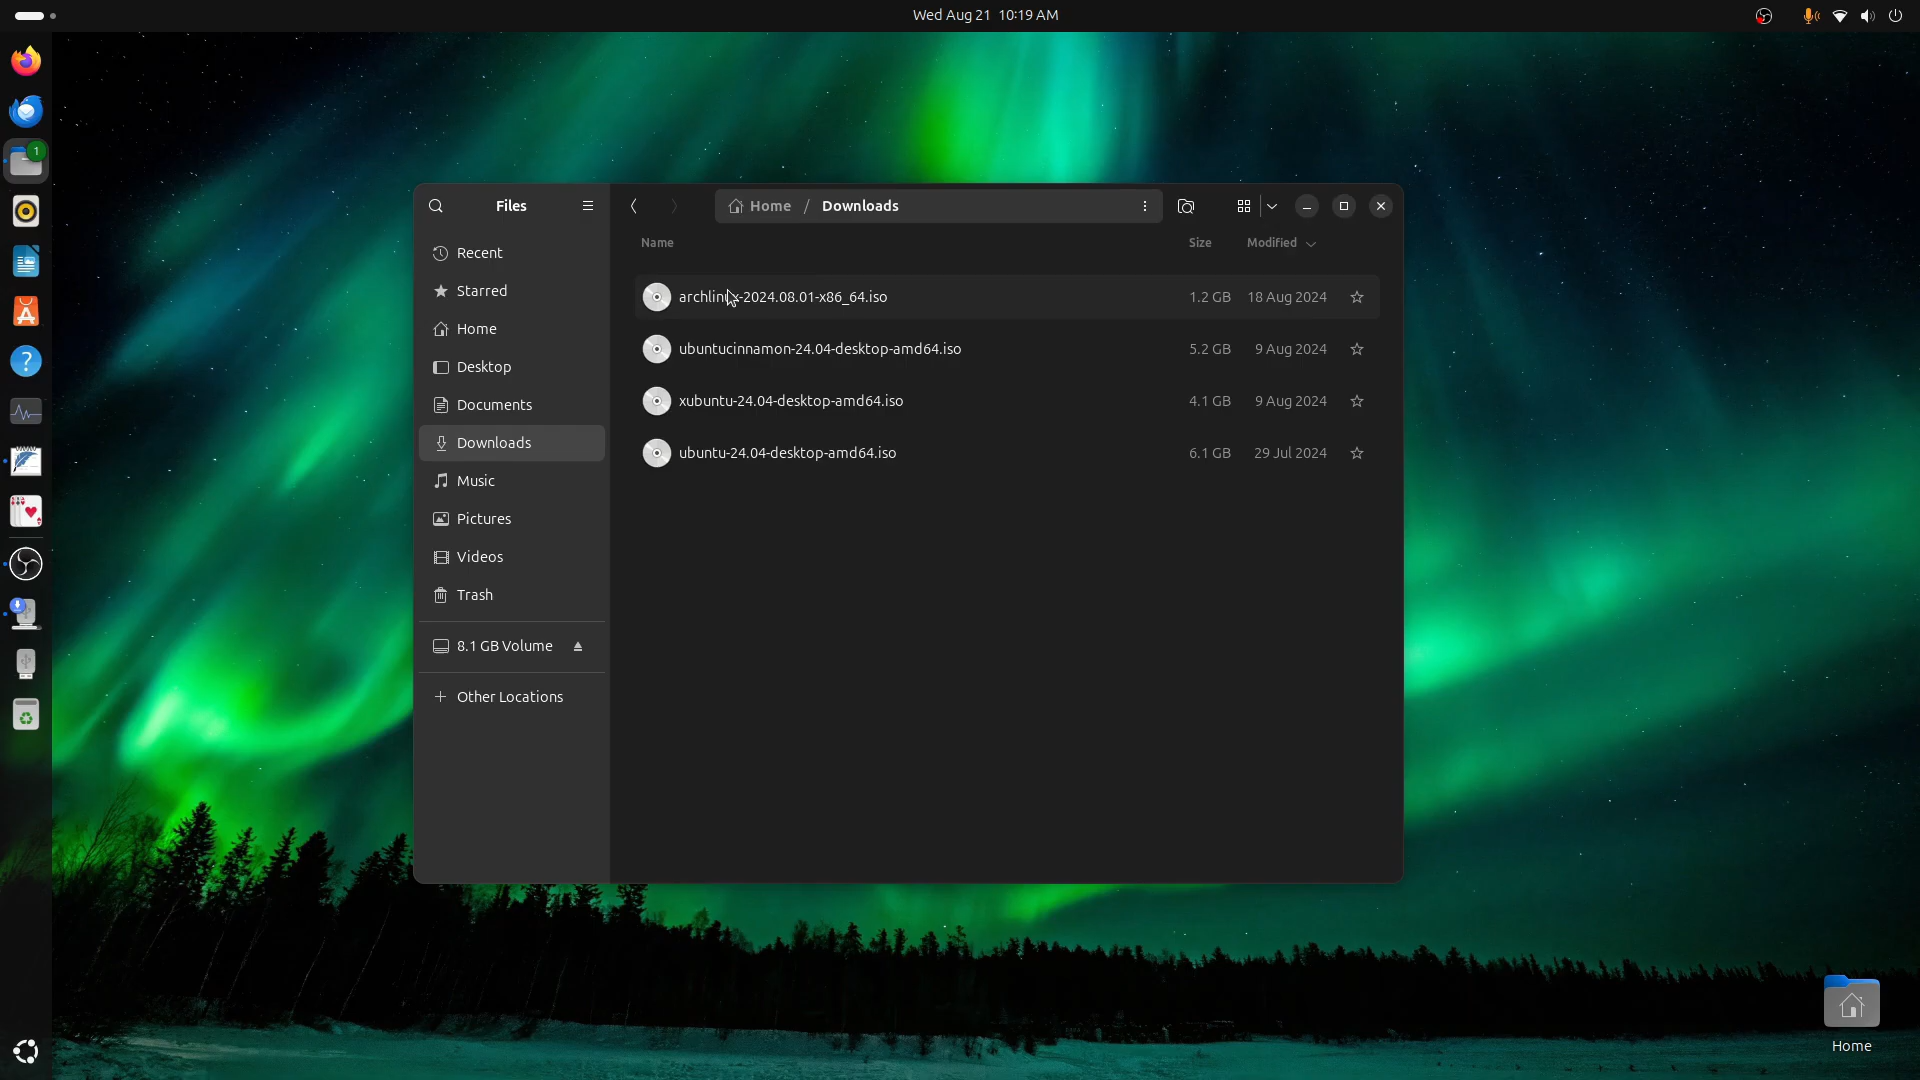 Wed Aug 21 10:19 AM
1
Files
Home / Downloads
Name Size Modified
Recent
Starred
Home
Desktop
Documents
Downloads
Music
Pictures
Videos
Trash
8.1 GB Volume
Other Locations
archlinux-2024.08.01-x86_64.iso 1.2 GB 18 Aug 2024
ubuntucinnamon-24.04-desktop-amd64.iso 5.2 GB 9 Aug 2024
xubuntu-24.04-desktop-amd64.iso 4.1 GB 9 Aug 2024
ubuntu-24.04-desktop-amd64.iso 6.1 GB 29 Jul 2024
Home